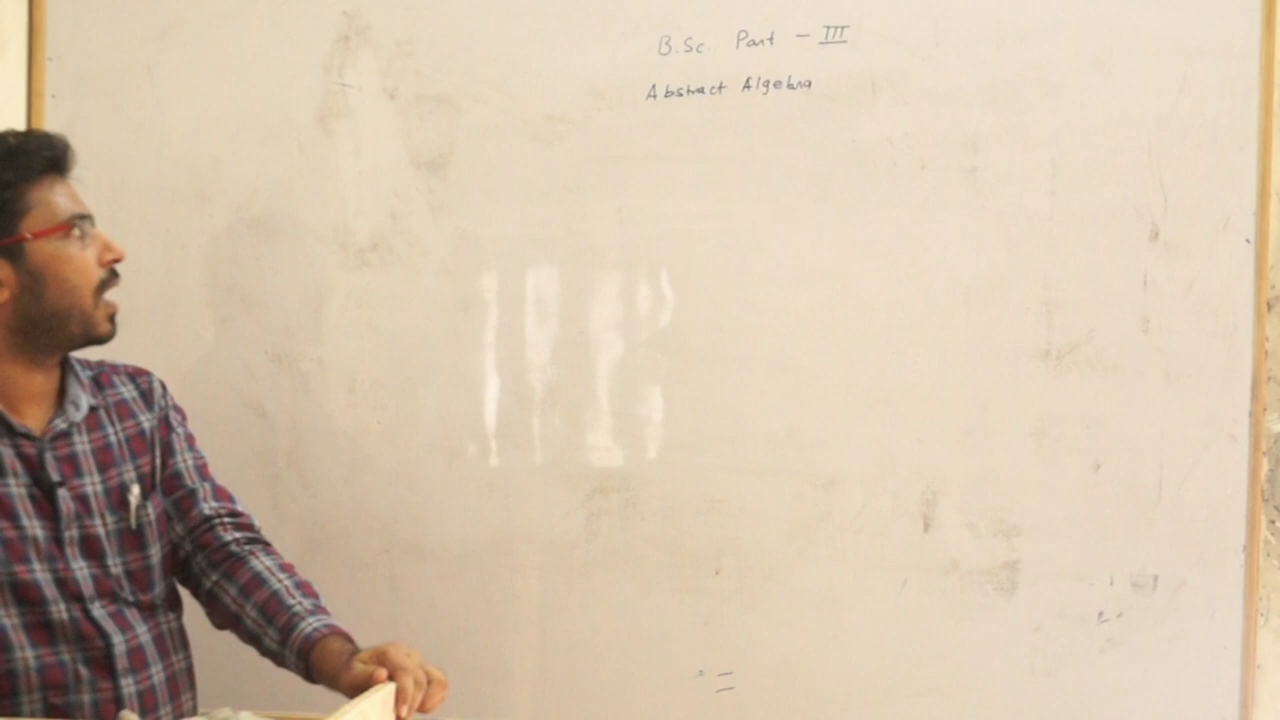 B.Sc. Part - III
Abstract Algebra
=